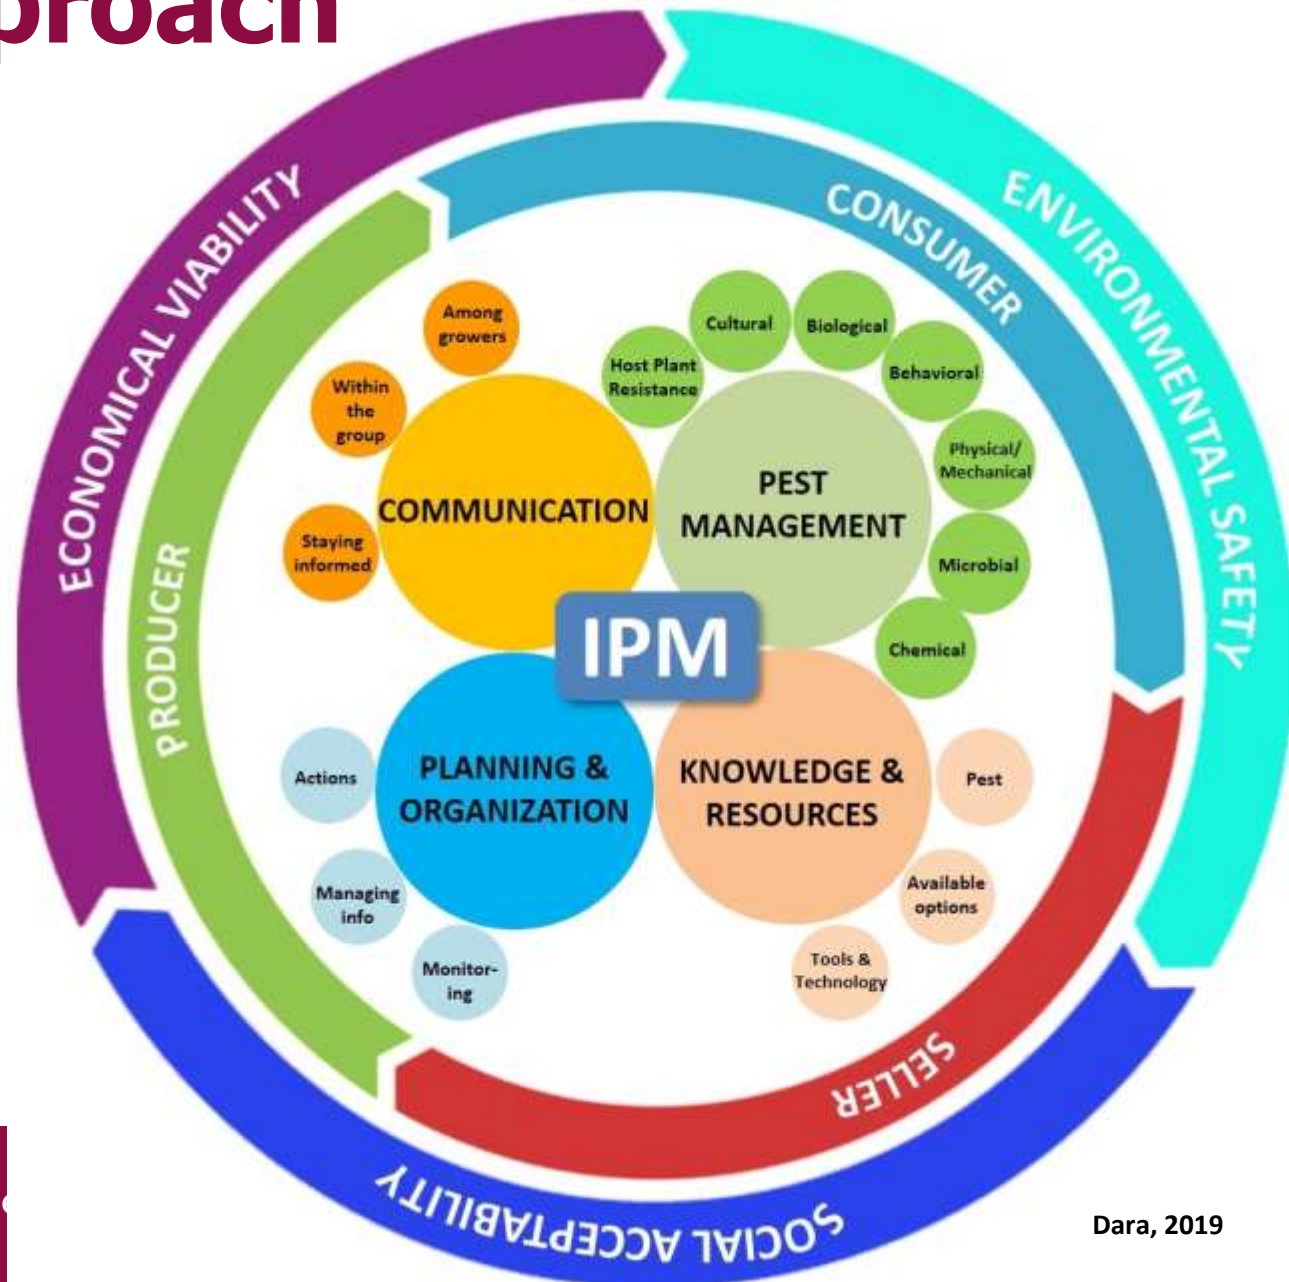 proach
ECONOMICAL VIABILITY
ENVIRONMENTAL SAFETY
SOCIAL ACCEPTABILITY
PRODUCER
CONSUMER
SELLER
Among
growers
Within
the
group
Staying
informed
COMMUNICATION
Host Plant
Resistance
Cultural
Biological
Behavioral
Physical/
Mechanical
Microbial
Chemical
PEST
MANAGEMENT
IPM
PLANNING &
ORGANIZATION
Actions
Managing
info
Monitor-
ing
KNOWLEDGE &
RESOURCES
Pest
Available
options
Tools &
Technology
Dara, 2019